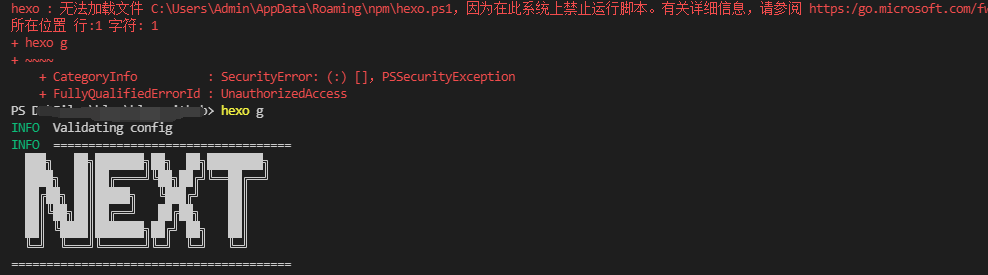 hexo : 无法加载文件 C:\Users\Admin\AppData\Roaming\npm\hexo.ps1，因为在此系统上禁止运行脚本。有关详细信息，请参阅 https:/go.microsoft.com/fw
所在位置 行:1 字符: 1
+ hexo g
+ ~~~~
+ CategoryInfo          : SecurityError: (:) []，PSSecurityException
+ FullyQualifiedErrorId : UnauthorizedAccess
PS D > hexo g
INFO  Validating config
INFO  ==================================
NEXT
========================================